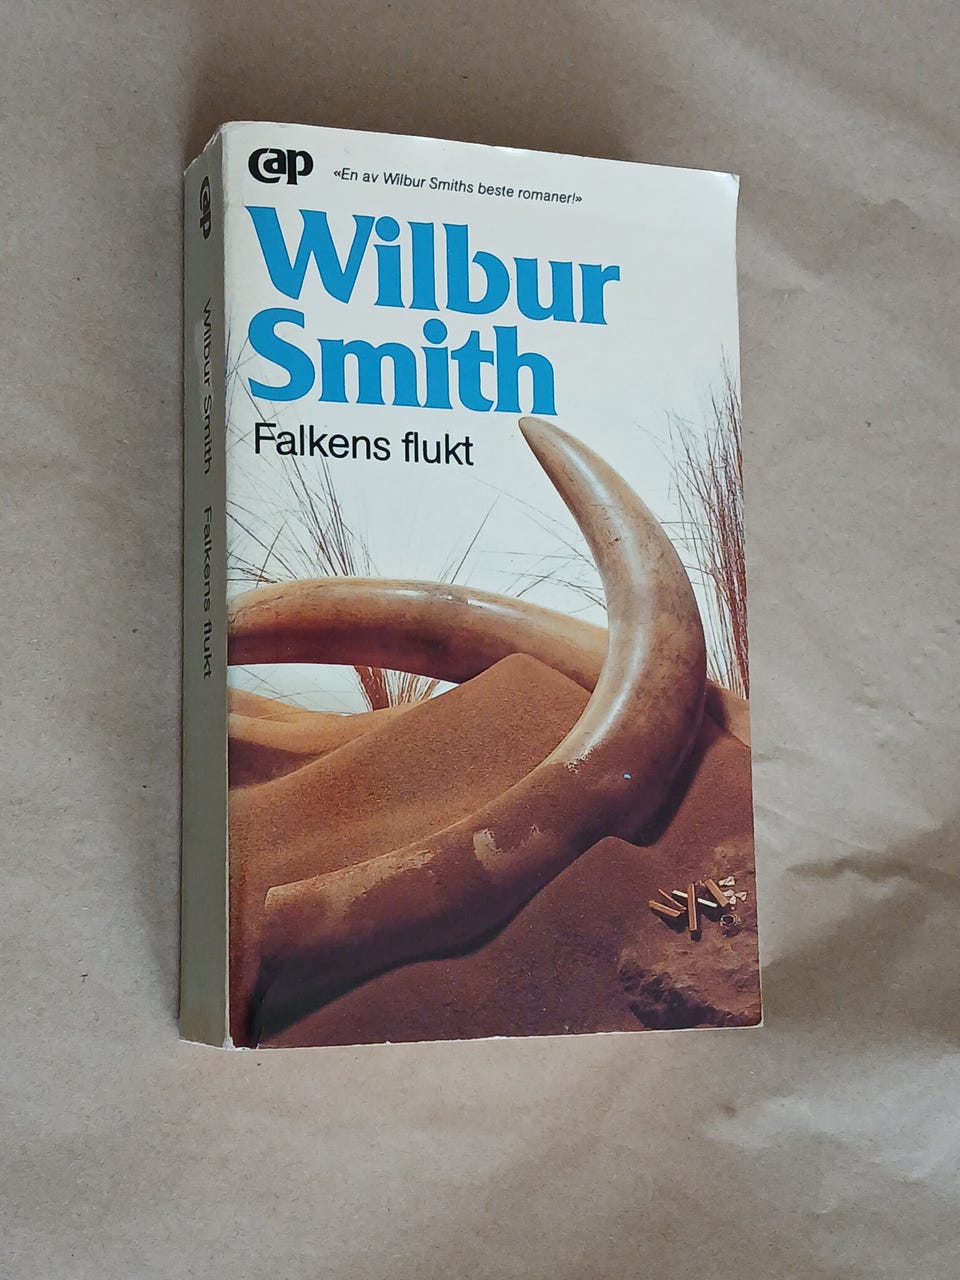 cap
«En av Wilbur Smiths beste romaner!»
Wilbur
Smith
Falkens flukt
cap Wilbur Smith Falkens flukt